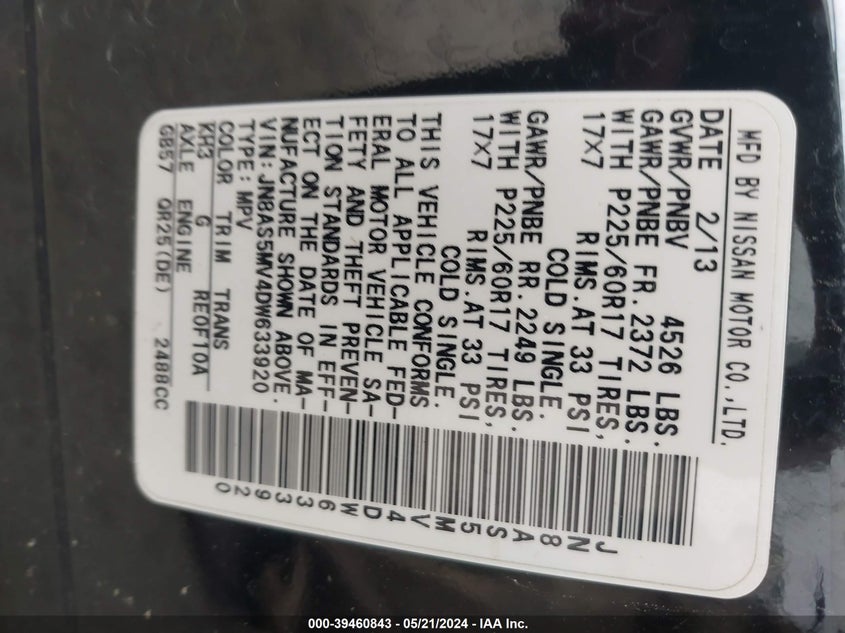 MFD BY NISSAN MOTOR CO.,LTD.
DATE 2/13
GVWR/PNBV 4526 LBS.
GAWR/PNBE FR. 2372 LBS.
WITH P225/60R17 TIRES,
17X7 RIMS.AT 33 PSI
COLD SINGLE.
GAWR/PNBE RR. 2249 LBS.
WITH P225/60R17 TIRES,
17X7 RIMS.AT 33 PSI
COLD SINGLE.
THIS VEHICLE CONFORMS
TO ALL APPLICABLE FED-
ERAL MOTOR VEHICLE SA-
FETY AND THEFT PREVEN-
TION STANDARDS IN EFF-
ECT ON THE DATE OF MA-
NUFACTURE SHOWN ABOVE.
VIN: JN8AS5MV4DW633920
TYPE: MPV
COLOR TRIM TRANS
KH3 G RE0F10A
AXLE ENGINE
GB57 QR25(DE) 2488CC
JN8AS5MV4DW633920
000-39460843 / 05/21/2024 - IAA Inc.